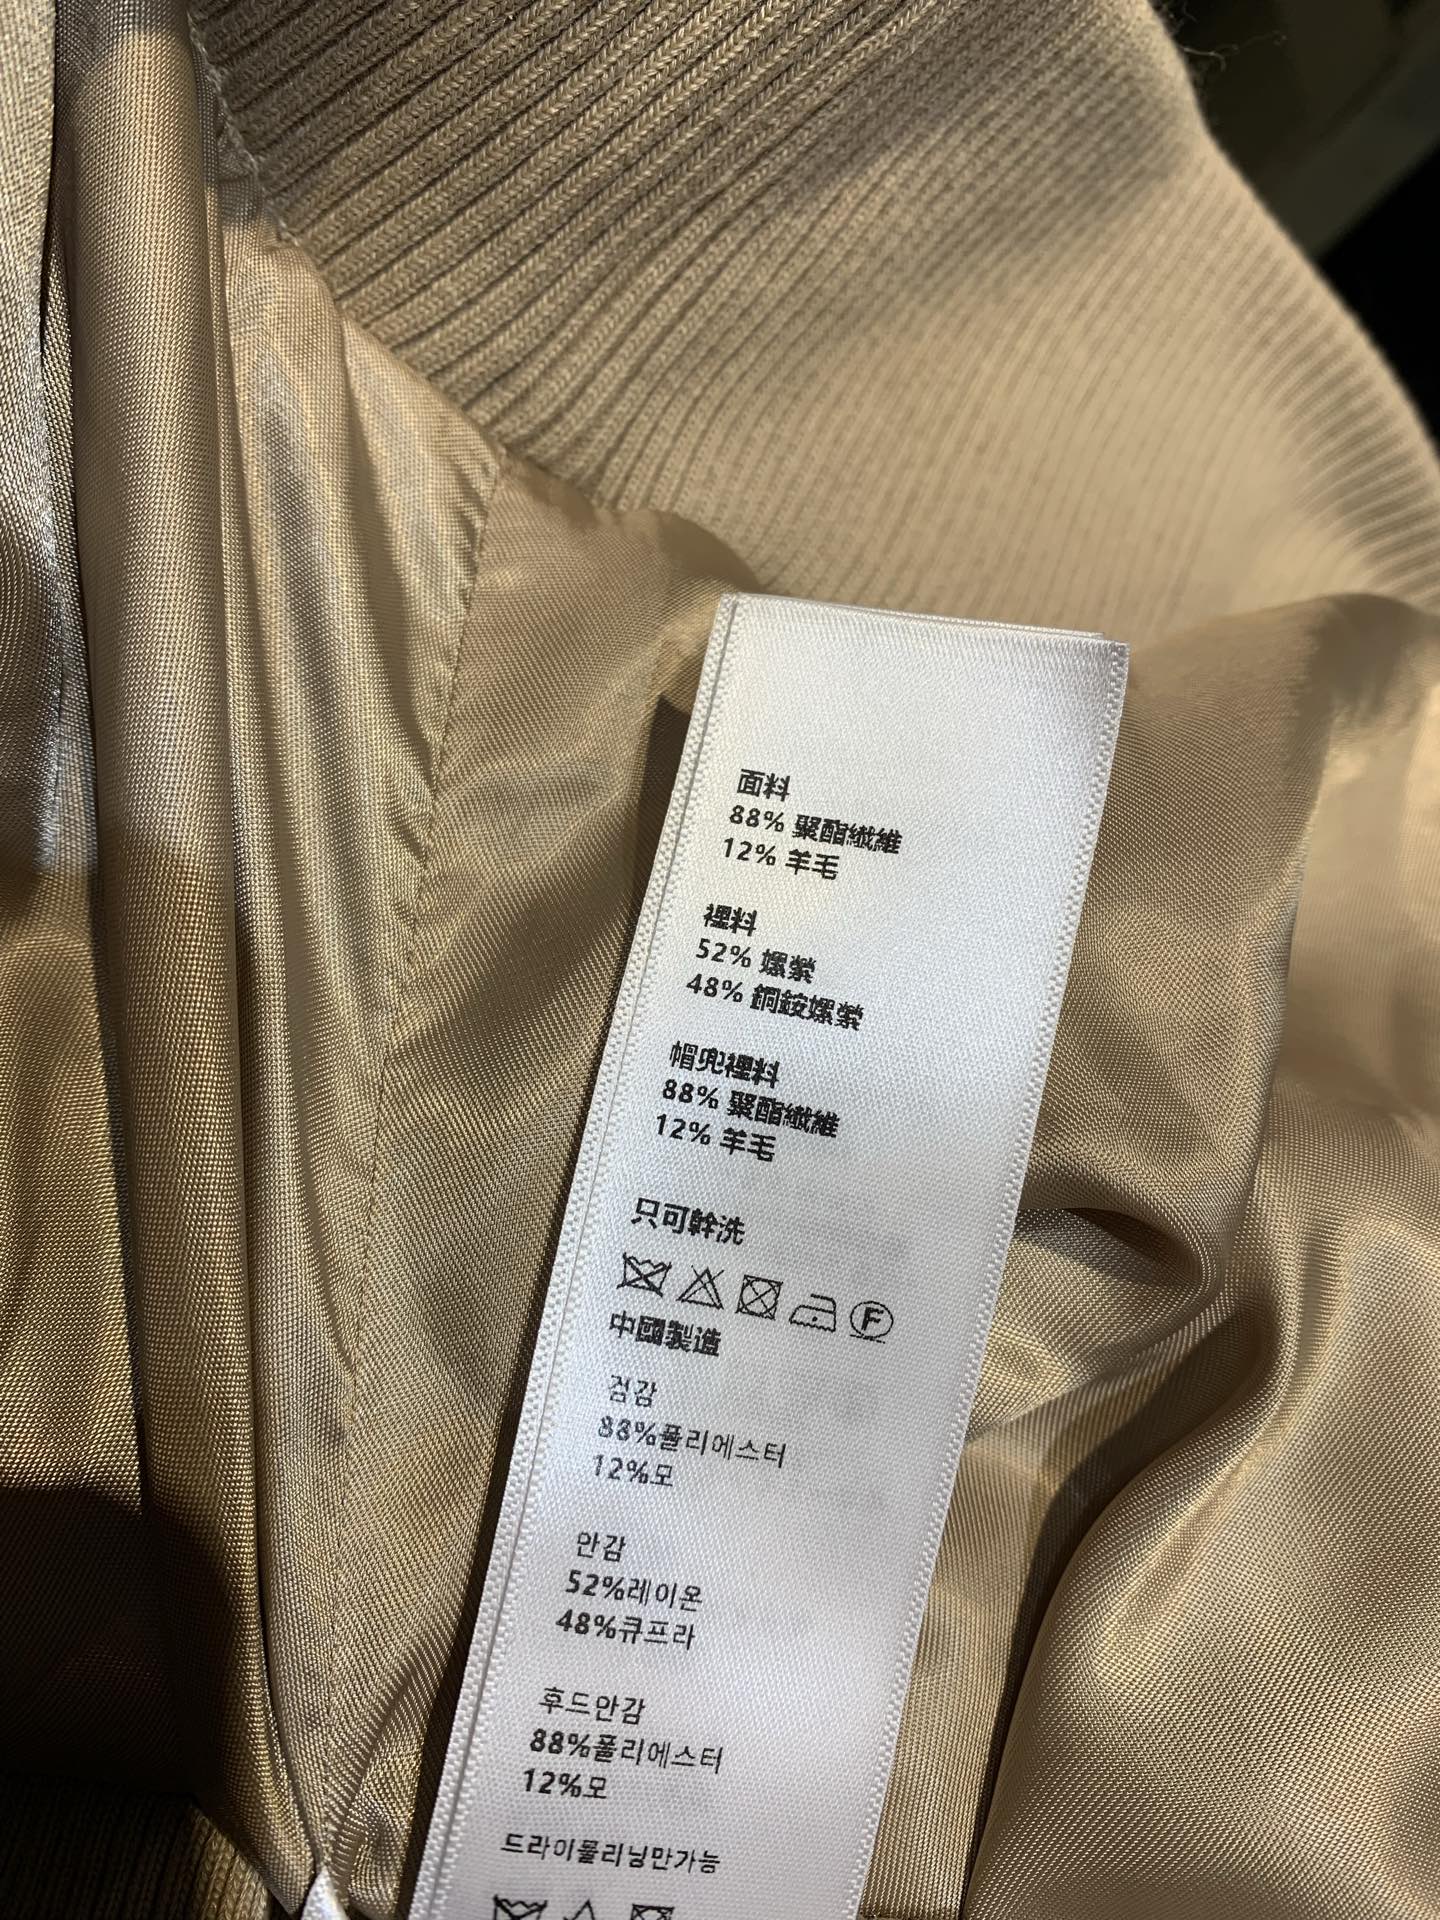 面料
88% 聚酯纖維
12% 羊毛
裡料
52% 嫘縈
48% 銅銨嫘縈
帽兜裡料
88% 聚酯纖維
12% 羊毛
只可幹洗
F
中國製造
검감
88%폴리에스터
12%모
안감
52%레이온
48%큐프라
후드안감
88%폴리에스터
12%모
드라이물리닝만가능